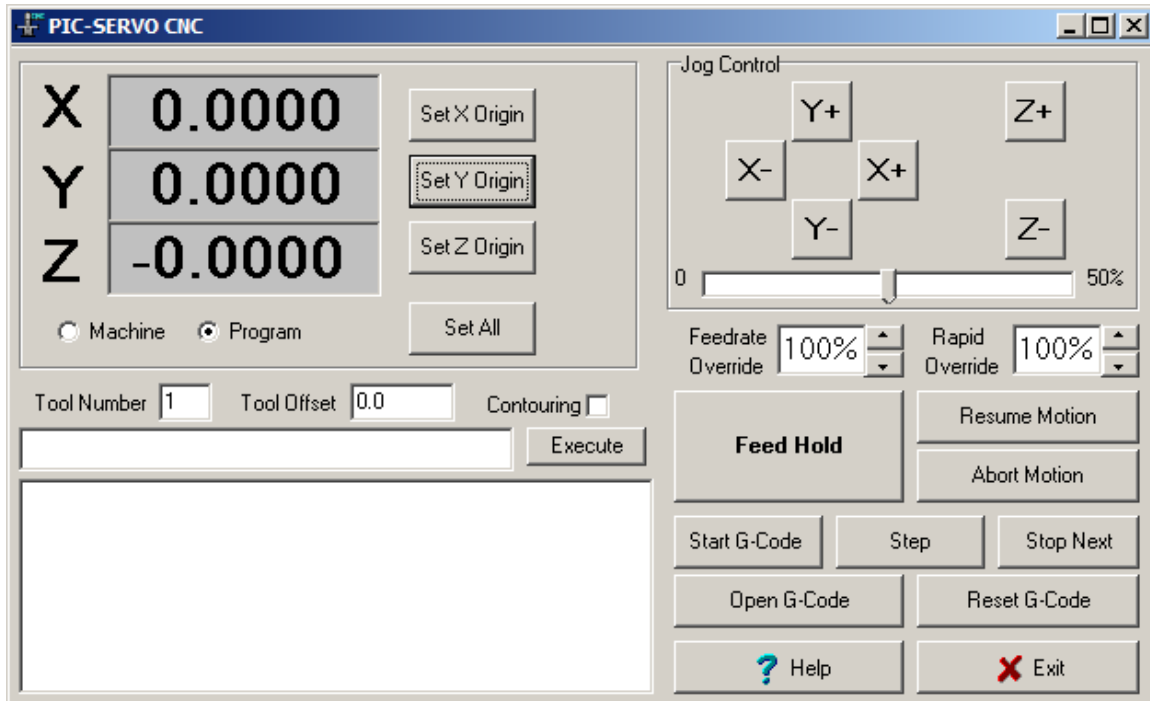 PIC-SERVO CNC
X 0.0000 Set X Origin
Y 0.0000 Set Y Origin
Z -0.0000 Set Z Origin
Machine Program Set All
Tool Number 1 Tool Offset 0.0 Contouring
Execute
Jog Control
Y+ Z+
X- X+
Y- Z-
0 50%
Feedrate Override 100% Rapid Override 100%
Feed Hold
Resume Motion
Abort Motion
Start G-Code Step Stop Next
Open G-Code Reset G-Code
? Help Exit